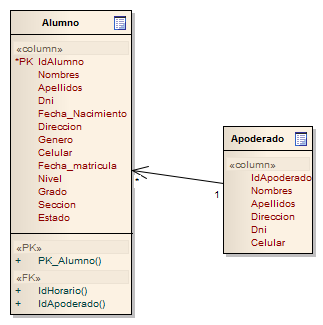 Alumno
«column»
*PK IdAlumno
Nombres
Apellidos
Dni
Fecha_Nacimiento
Direccion
Genero
Celular
Fecha_matricula
Nivel
Grado
Seccion
Estado
«PK»
+ PK_Alumno()
«FK»
+ IdHorario()
+ IdApoderado()
*
1
Apoderado
«column»
IdApoderado
Nombres
Apellidos
Direccion
Dni
Celular